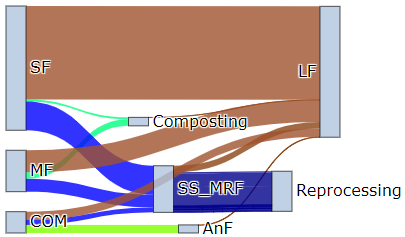 SF
LF
Composting
MF
SS_MRF
Reprocessing
COM
AnF